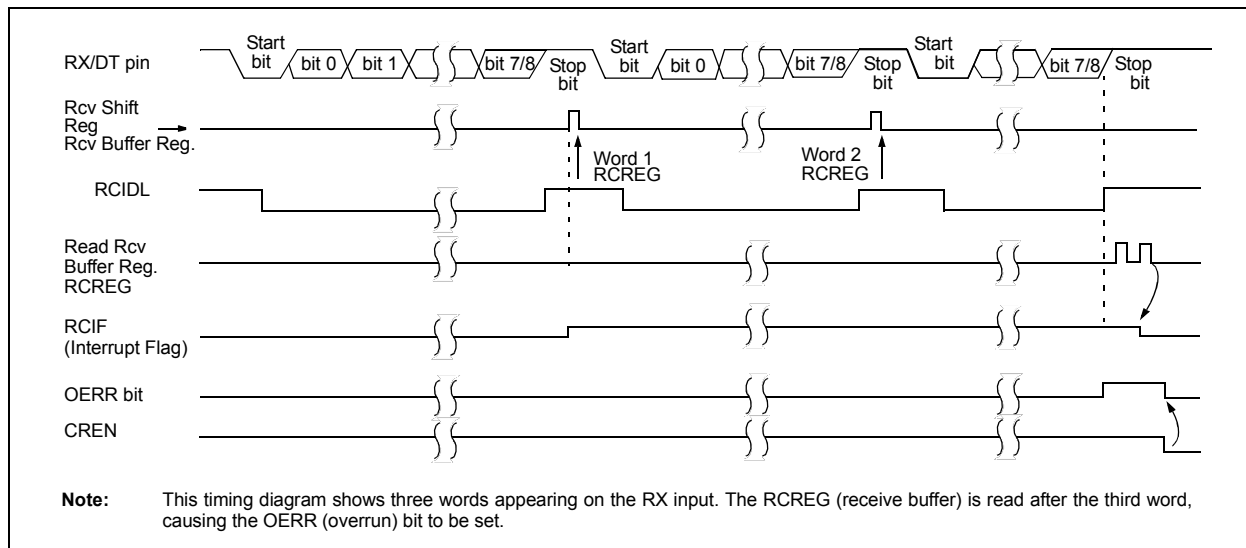 RX/DT pin
Start bit
bit 0
bit 1
bit 7/8
Stop bit
Start bit
bit 0
bit 7/8
Stop bit
Start bit
bit 7/8
Stop bit
Rcv Shift
Reg
Rcv Buffer Reg.
Word 1
RCREG
Word 2
RCREG
RCIDL
Read Rcv
Buffer Reg.
RCREG
RCIF
(Interrupt Flag)
OERR bit
CREN
Note: This timing diagram shows three words appearing on the RX input. The RCREG (receive buffer) is read after the third word,
causing the OERR (overrun) bit to be set.